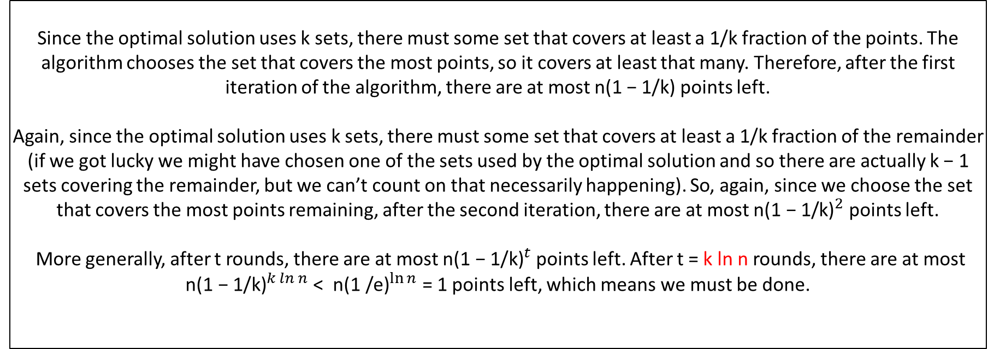 Since the optimal solution uses k sets, there must some set that covers at least a 1/k fraction of the points. The
algorithm chooses the set that covers the most points, so it covers at least that many. Therefore, after the first
iteration of the algorithm, there are at most n(1 − 1/k) points left.
Again, since the optimal solution uses k sets, there must some set that covers at least a 1/k fraction of the remainder
(if we got lucky we might have chosen one of the sets used by the optimal solution and so there are actually k − 1
sets covering the remainder, but we can’t count on that necessarily happening). So, again, since we choose the set
that covers the most points remaining, after the second iteration, there are at most n(1 − 1/k)² points left.
More generally, after t rounds, there are at most n(1 − 1/k)^t points left. After t = k ln n rounds, there are at most
n(1 − 1/k)^(k ln n) < n(1 /e)^(ln n) = 1 points left, which means we must be done.